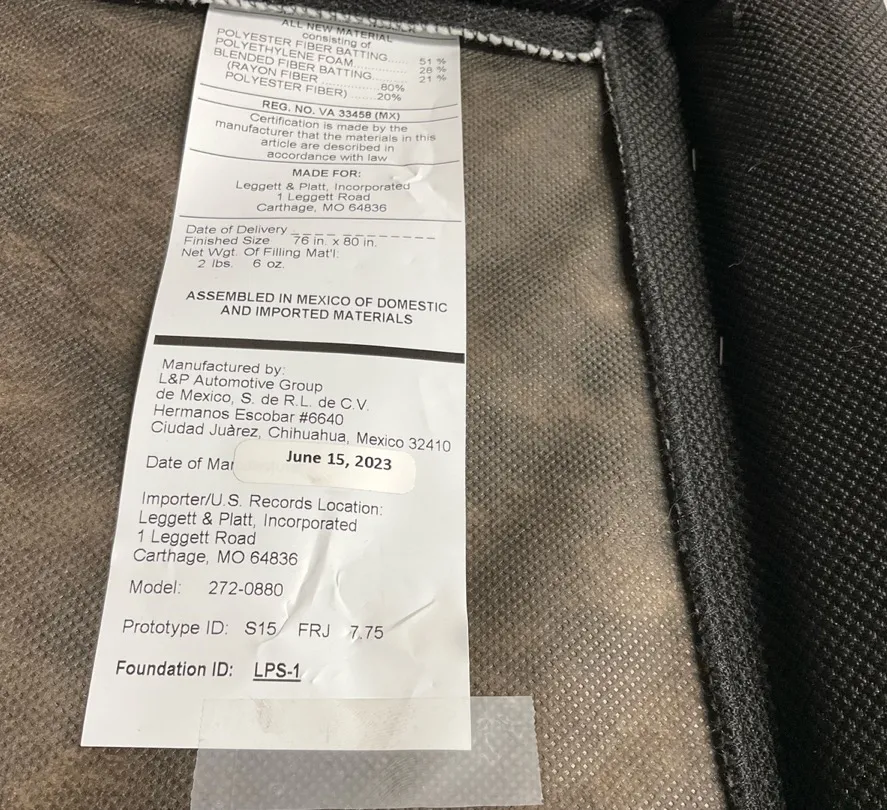 ALL NEW MATERIAL
consisting of
POLYESTER FIBER BATTING...... 51 %
POLYETHYLENE FOAM 28 %
BLENDED FIBER BATTING........ 21 %
(RAYON FIBER ....................80%
POLYESTER FIBER) ........20%
REG. NO. VA 33458 (MX)
Certification is made by the
manufacturer that the materials in this
article are described in
accordance with law
MADE FOR:
Leggett & Platt, Incorporated
1 Leggett Road
Carthage, MO 64836
Date of Delivery _ _ _ _ _ _ _ _ _ _ _ _ _
Finished Size 76 in. x 80 in.
Net Wgt. Of Filling Mat'l:
2 lbs. 6 oz.
ASSEMBLED IN MEXICO OF DOMESTIC
AND IMPORTED MATERIALS
Manufactured by:
L&P Automotive Group
de Mexico, S. de R.L. de C.V.
Hermanos Escobar #6640
Ciudad Juàrez, Chihuahua, Mexico 32410
Date of Mar June 15, 2023
Importer/U.S. Records Location:
Leggett & Platt, Incorporated
1 Leggett Road
Carthage, MO 64836
Model: 272-0880
Prototype ID: S15 FRJ 7.75
Foundation ID: LPS-1